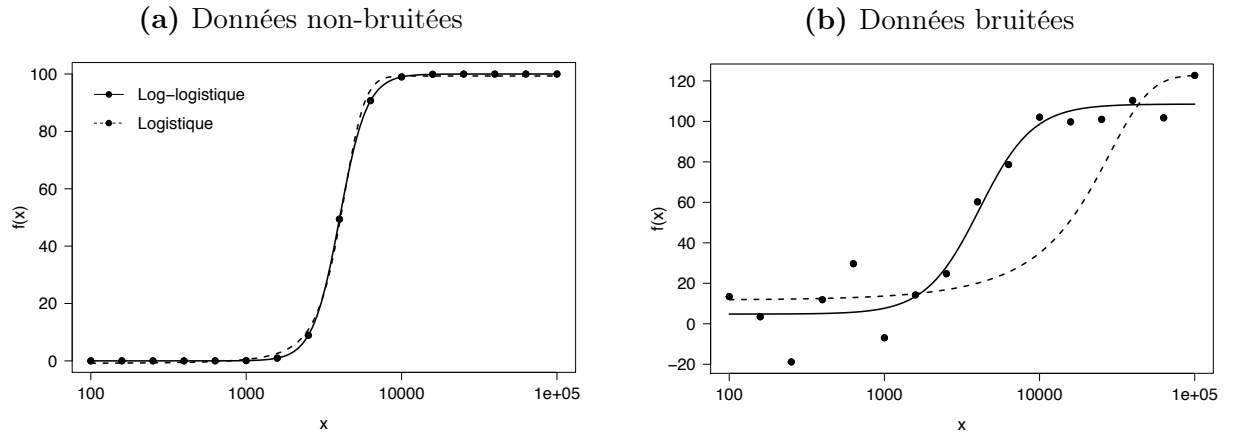 (a) Données non-bruitées
100
80
60
40
20
0
f(x)
Log−logistique
Logistique
100
1000
10000
1e+05
x
(b) Données bruitées
120
100
80
60
40
20
0
−20
f(x)
100
1000
10000
1e+05
x